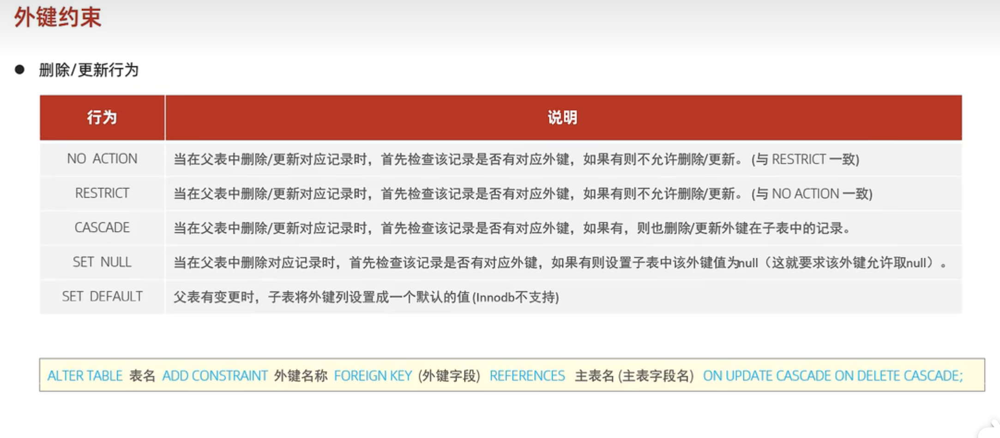 外键约束
● 删除/更新行为
行为 说明
NO ACTION 当在父表中删除/更新对应记录时，首先检查该记录是否有对应外键，如果有则不允许删除/更新。 (与 RESTRICT 一致)
RESTRICT 当在父表中删除/更新对应记录时，首先检查该记录是否有对应外键，如果有则不允许删除/更新。 (与 NO ACTION 一致)
CASCADE 当在父表中删除/更新对应记录时，首先检查该记录是否有对应外键，如果有，则也删除/更新外键在子表中的记录。
SET NULL 当在父表中删除对应记录时，首先检查该记录是否有对应外键，如果有则设置子表中该外键值为null（这就要求该外键允许取null）。
SET DEFAULT 父表有变更时，子表将外键列设置成一个默认的值 (Innodb不支持)
ALTER TABLE 表名 ADD CONSTRAINT 外键名称 FOREIGN KEY (外键字段) REFERENCES 主表名 (主表字段名) ON UPDATE CASCADE ON DELETE CASCADE;